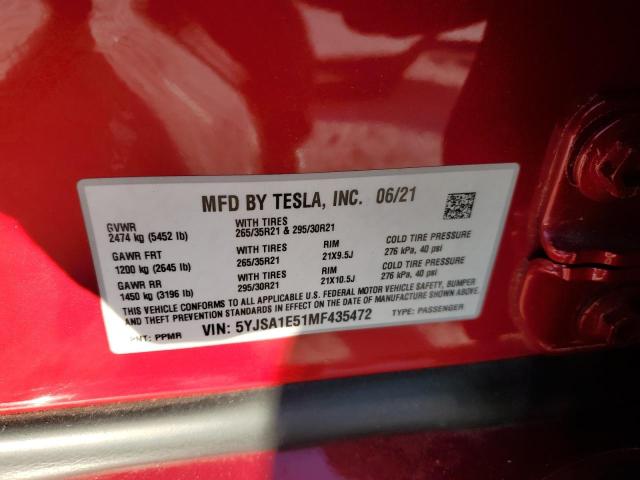 MFD BY TESLA, INC. 06/21
GVWR
2474 kg (5452 lb)
WITH TIRES
265/35R21 & 295/30R21
GAWR FRT
1200 kg (2645 lb)
WITH TIRES
265/35R21
RIM
21X9.5J
COLD TIRE PRESSURE
276 kPa, 40 psi
GAWR RR
1450 kg (3196 lb)
WITH TIRES
295/30R21
RIM
21 X 10.5J
COLD TIRE PRESSURE
276 kPa, 40 psi
THIS VEHICLE CONFORMS TO ALL APPLICABLE U.S. FEDERAL MOTOR VEHICLE SAFETY, BUMPER
AND THEFT PREVENTION STANDARDS IN EFFECT ON THE DATE OF MANUFACTURE SHOWN ABOVE.
VIN: 5YJSA1E51MF435472 TYPE: PASSENGER
PNT: PPMR